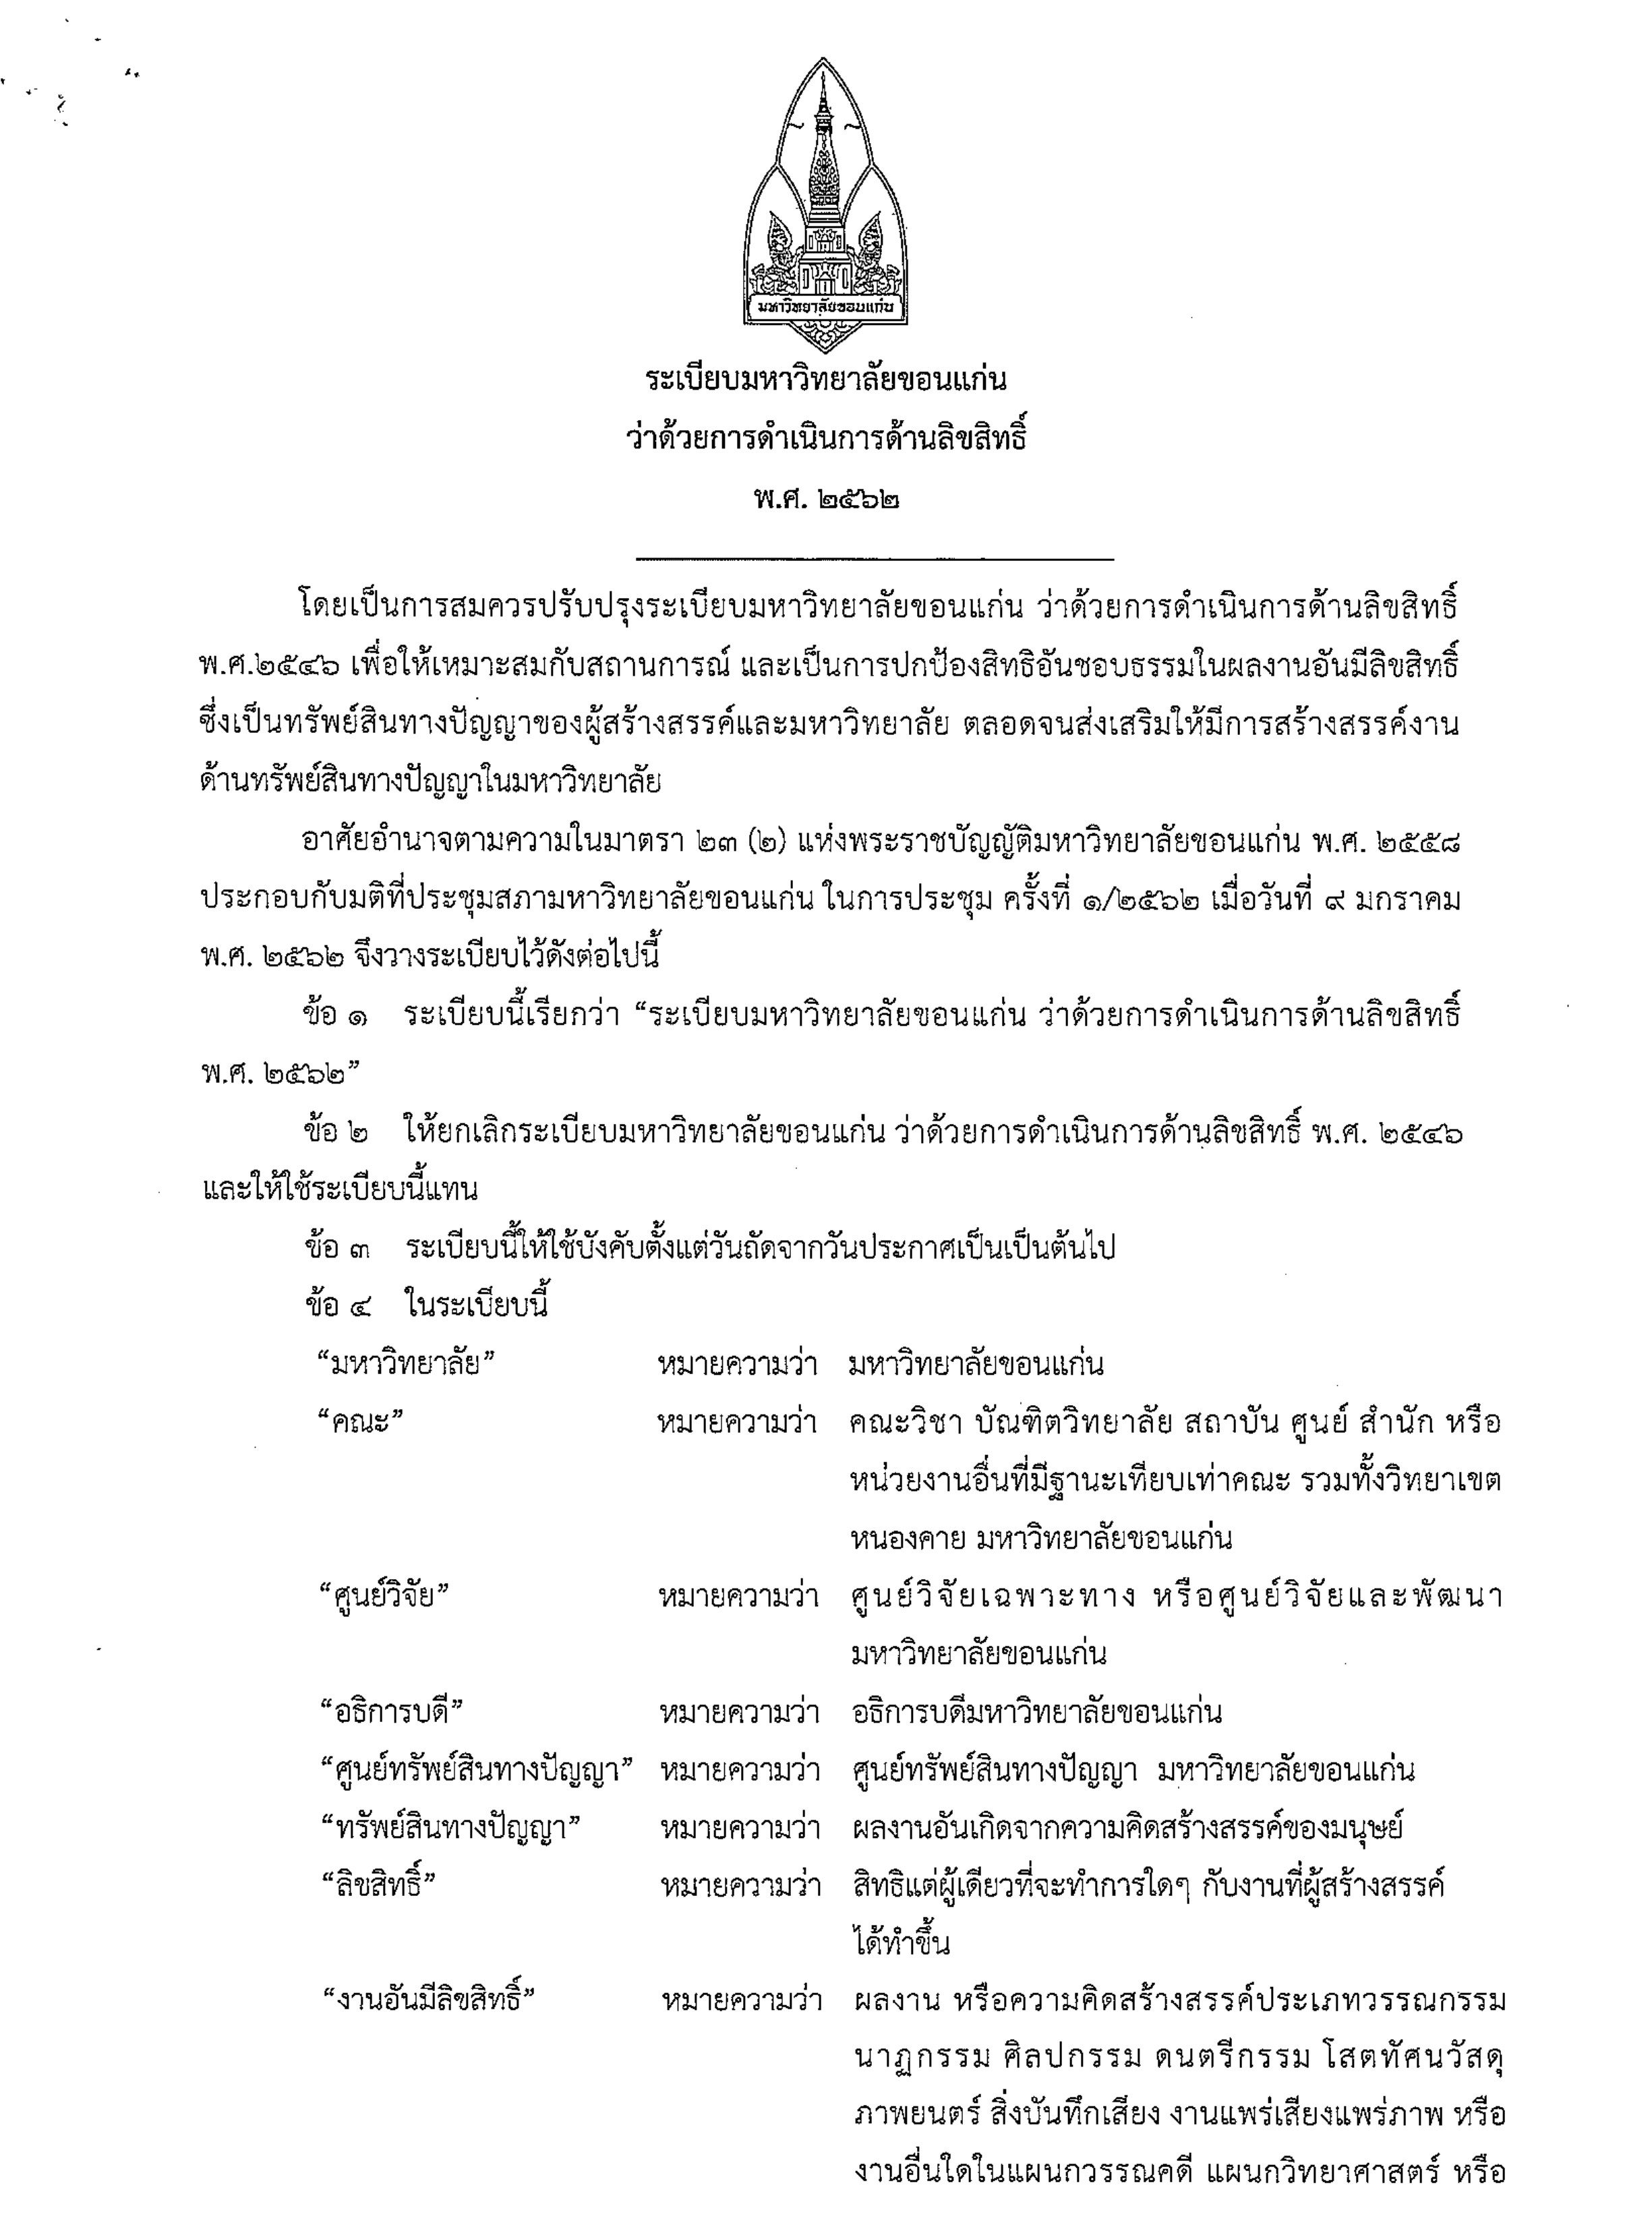 มหาวิทยาลัยขอนแก่น
ระเบียบมหาวิทยาลัยขอนแก่น
ว่าด้วยการดำเนินการด้านลิขสิทธิ์
พ.ศ. ๒๕๖๒
โดยเป็นการสมควรปรับปรุงระเบียบมหาวิทยาลัยขอนแก่น ว่าด้วยการดำเนินการด้านลิขสิทธิ์
พ.ศ.๒๕๔๖ เพื่อให้เหมาะสมกับสถานการณ์ และเป็นการปกป้องสิทธิอันชอบธรรมในผลงานอันมีลิขสิทธิ์
ซึ่งเป็นทรัพย์สินทางปัญญาของผู้สร้างสรรค์และมหาวิทยาลัย ตลอดจนส่งเสริมให้มีการสร้างสรรค์งาน
ด้านทรัพย์สินทางปัญญาในมหาวิทยาลัย
อาศัยอำนาจตามความในมาตรา ๒๓ (๒) แห่งพระราชบัญญัติมหาวิทยาลัยขอนแก่น พ.ศ. ๒๕๕๘
ประกอบกับมติที่ประชุมสภามหาวิทยาลัยขอนแก่น ในการประชุม ครั้งที่ ๑/๒๕๖๒ เมื่อวันที่ ๙ มกราคม
พ.ศ. ๒๕๖๒ จึงวางระเบียบไว้ดังต่อไปนี้
ข้อ ๑ ระเบียบนี้เรียกว่า “ระเบียบมหาวิทยาลัยขอนแก่น ว่าด้วยการดำเนินการด้านลิขสิทธิ์
พ.ศ. ๒๕๖๒”
ข้อ ๒ ให้ยกเลิกระเบียบมหาวิทยาลัยขอนแก่น ว่าด้วยการดำเนินการด้านลิขสิทธิ์ พ.ศ. ๒๕๔๖
และให้ใช้ระเบียบนี้แทน
ข้อ ๓ ระเบียบนี้ให้ใช้บังคับตั้งแต่วันถัดจากวันประกาศเป็นเป็นต้นไป
ข้อ ๔ ในระเบียบนี้
“มหาวิทยาลัย” หมายความว่า มหาวิทยาลัยขอนแก่น
“คณะ” หมายความว่า คณะวิชา บัณฑิตวิทยาลัย สถาบัน ศูนย์ สำนัก หรือ
หน่วยงานอื่นที่มีฐานะเทียบเท่าคณะ รวมทั้งวิทยาเขต
หนองคาย มหาวิทยาลัยขอนแก่น
“ศูนย์วิจัย” หมายความว่า ศูนย์วิจัยเฉพาะทาง หรือศูนย์วิจัยและพัฒนา
มหาวิทยาลัยขอนแก่น
“อธิการบดี” หมายความว่า อธิการบดีมหาวิทยาลัยขอนแก่น
“ศูนย์ทรัพย์สินทางปัญญา” หมายความว่า ศูนย์ทรัพย์สินทางปัญญา มหาวิทยาลัยขอนแก่น
“ทรัพย์สินทางปัญญา” หมายความว่า ผลงานอันเกิดจากความคิดสร้างสรรค์ของมนุษย์
“ลิขสิทธิ์” หมายความว่า สิทธิแต่ผู้เดียวที่จะทำการใดๆ กับงานที่ผู้สร้างสรรค์
ได้ทำขึ้น
“งานอันมีลิขสิทธิ์” หมายความว่า ผลงาน หรือความคิดสร้างสรรค์ประเภทวรรณกรรม
นาฏกรรม ศิลปกรรม ดนตรีกรรม โสตทัศนวัสดุ
ภาพยนตร์ สิ่งบันทึกเสียง งานแพร่เสียงแพร่ภาพ หรือ
งานอื่นใดในแผนกวรรณคดี แผนกวิทยาศาสตร์ หรือ